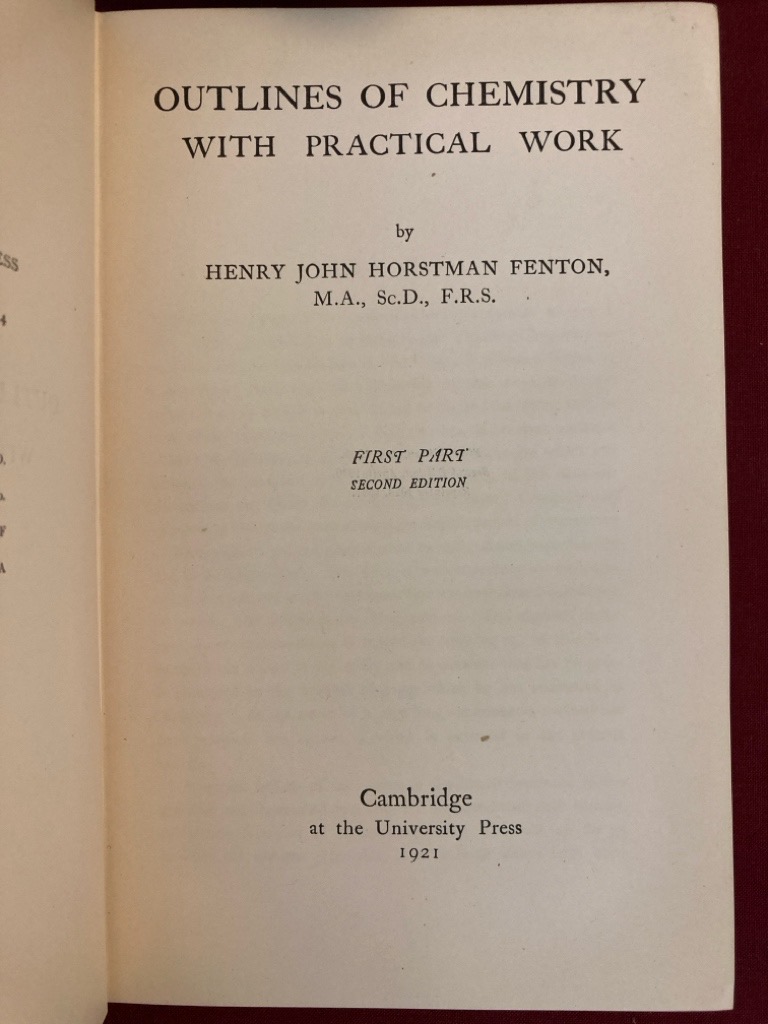 OUTLINES OF CHEMISTRY
WITH PRACTICAL WORK
by
HENRY JOHN HORSTMAN FENTON,
M.A., Sc.D., F.R.S.
FIRST PART
SECOND EDITION
Cambridge
at the University Press
1921